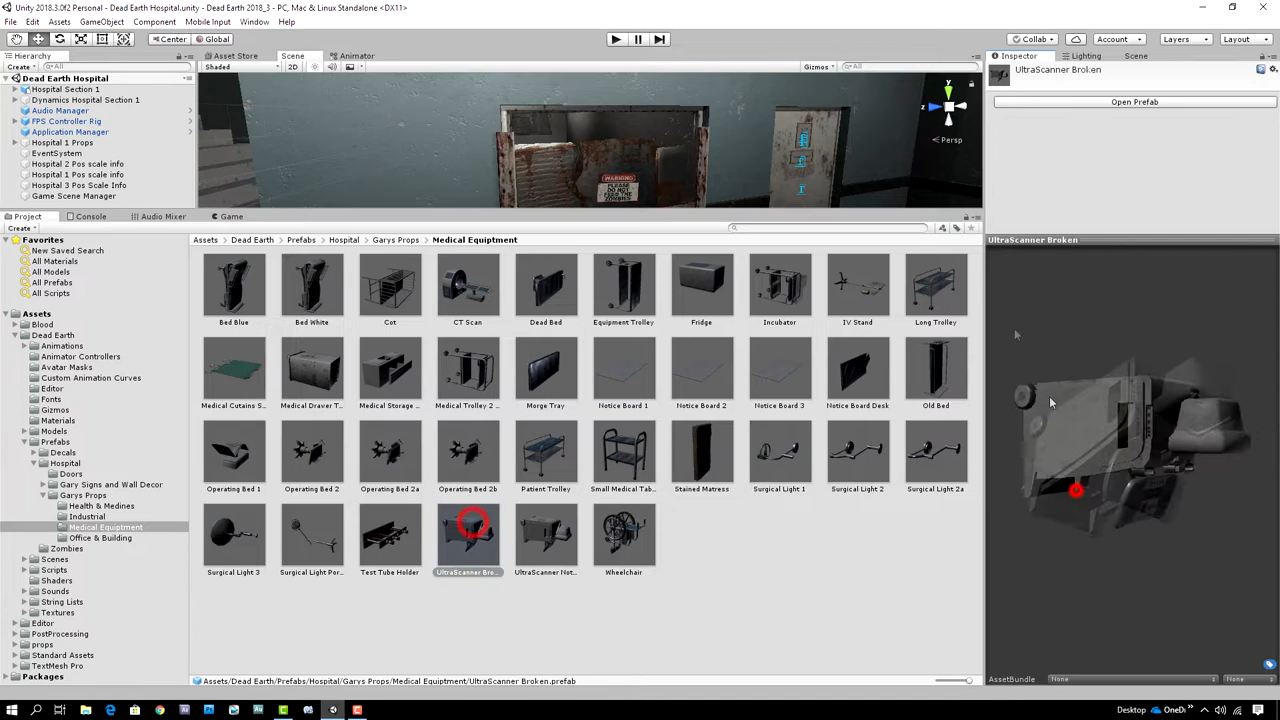 Unity 2018.3.0f2 Personal - Dead Earth Hospital.unity - Dead Earth 2018_3 - PC, Mac & Linux Standalone <DX11>
File Edit Assets GameObject Component Mobile Input Window Help
Center Global Collab Account Layers Layout
Hierarchy Asset Store Scene Animator Inspector Lighting Scene
Create All Shaded 2D Gizmos All
UltraScanner Broken
Open Prefab
Dead Earth Hospital
Hospital Section 1
Dynamics Hospital Section 1
Audio Manager
FPS Controller Rig
Application Manager
Hospital 1 Props
EventSystem
Hospital 2 Pos scale info
Hospital 1 Pos scale info
Hospital 3 Pos Scale Info
Game Scene Manager
y
z
Persp
WARNING
PLEASE
DO NOT
FEED THE
ZOMBIES
Project Console Audio Mixer Game
Create
Favorites
New Saved Search
All Materials
All Models
All Prefabs
All Scripts
Assets
Blood
Dead Earth
Animations
Animator Controllers
Avatar Masks
Custom Animation Curves
Editor
Fonts
Gizmos
Materials
Models
Prefabs
Decals
Hospital
Doors
Gary Signs and Wall Decor
Garys Props
Health & Medines
Industrial
Medical Equiptment
Office & Building
Zombies
Scenes
Scripts
Shaders
Sounds
String Lists
Textures
Editor
PostProcessing
props
Standard Assets
TextMesh Pro
Packages
Assets Dead Earth Prefabs Hospital Garys Props Medical Equiptment
Bed Blue Bed White Cot CT Scan Dead Bed Equipment Trolley Fridge Incubator IV Stand Long Trolley
Medical Cutains S... Medical Draver T... Medical Storage ... Medical Trolley 2 ... Morge Tray Notice Board 1 Notice Board 2 Notice Board 3 Notice Board Desk Old Bed
Operating Bed 1 Operating Bed 2 Operating Bed 2a Operating Bed 2b Patient Trolley Small Medical Tab... Stained Matress Surgical Light 1 Surgical Light 2 Surgical Light 2a
Surgical Light 3 Surgical Light Por... Test Tube Holder UltraScanner Bro... UltraScanner Not... Wheelchair
Assets/Dead Earth/Prefabs/Hospital/Garys Props/Medical Equiptment/UltraScanner Broken.prefab
UltraScanner Broken
AssetBundle None None
Desktop OneDi